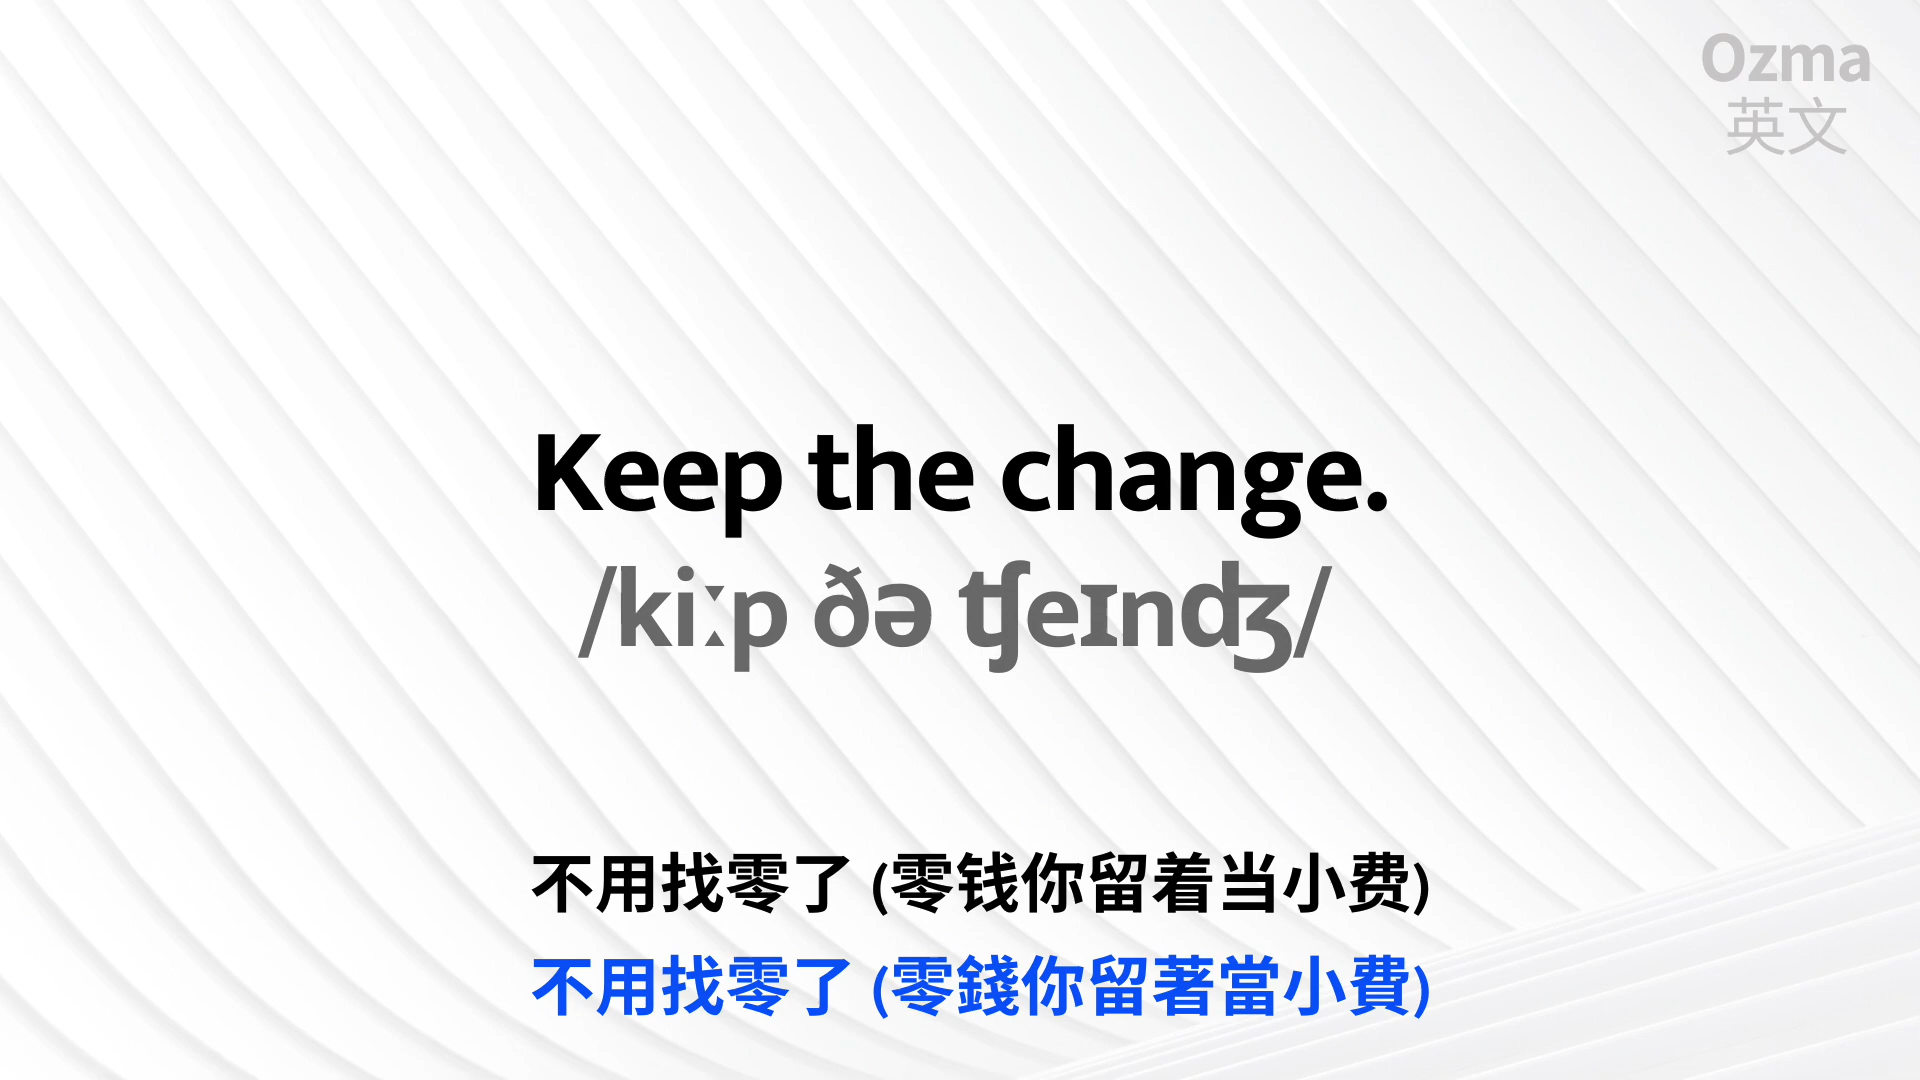 Ozma
英文
Keep the change.
/kiːp ðə ʧeɪnʤ/
不用找零了 (零钱你留着当小费)
不用找零了 (零錢你留著當小費)